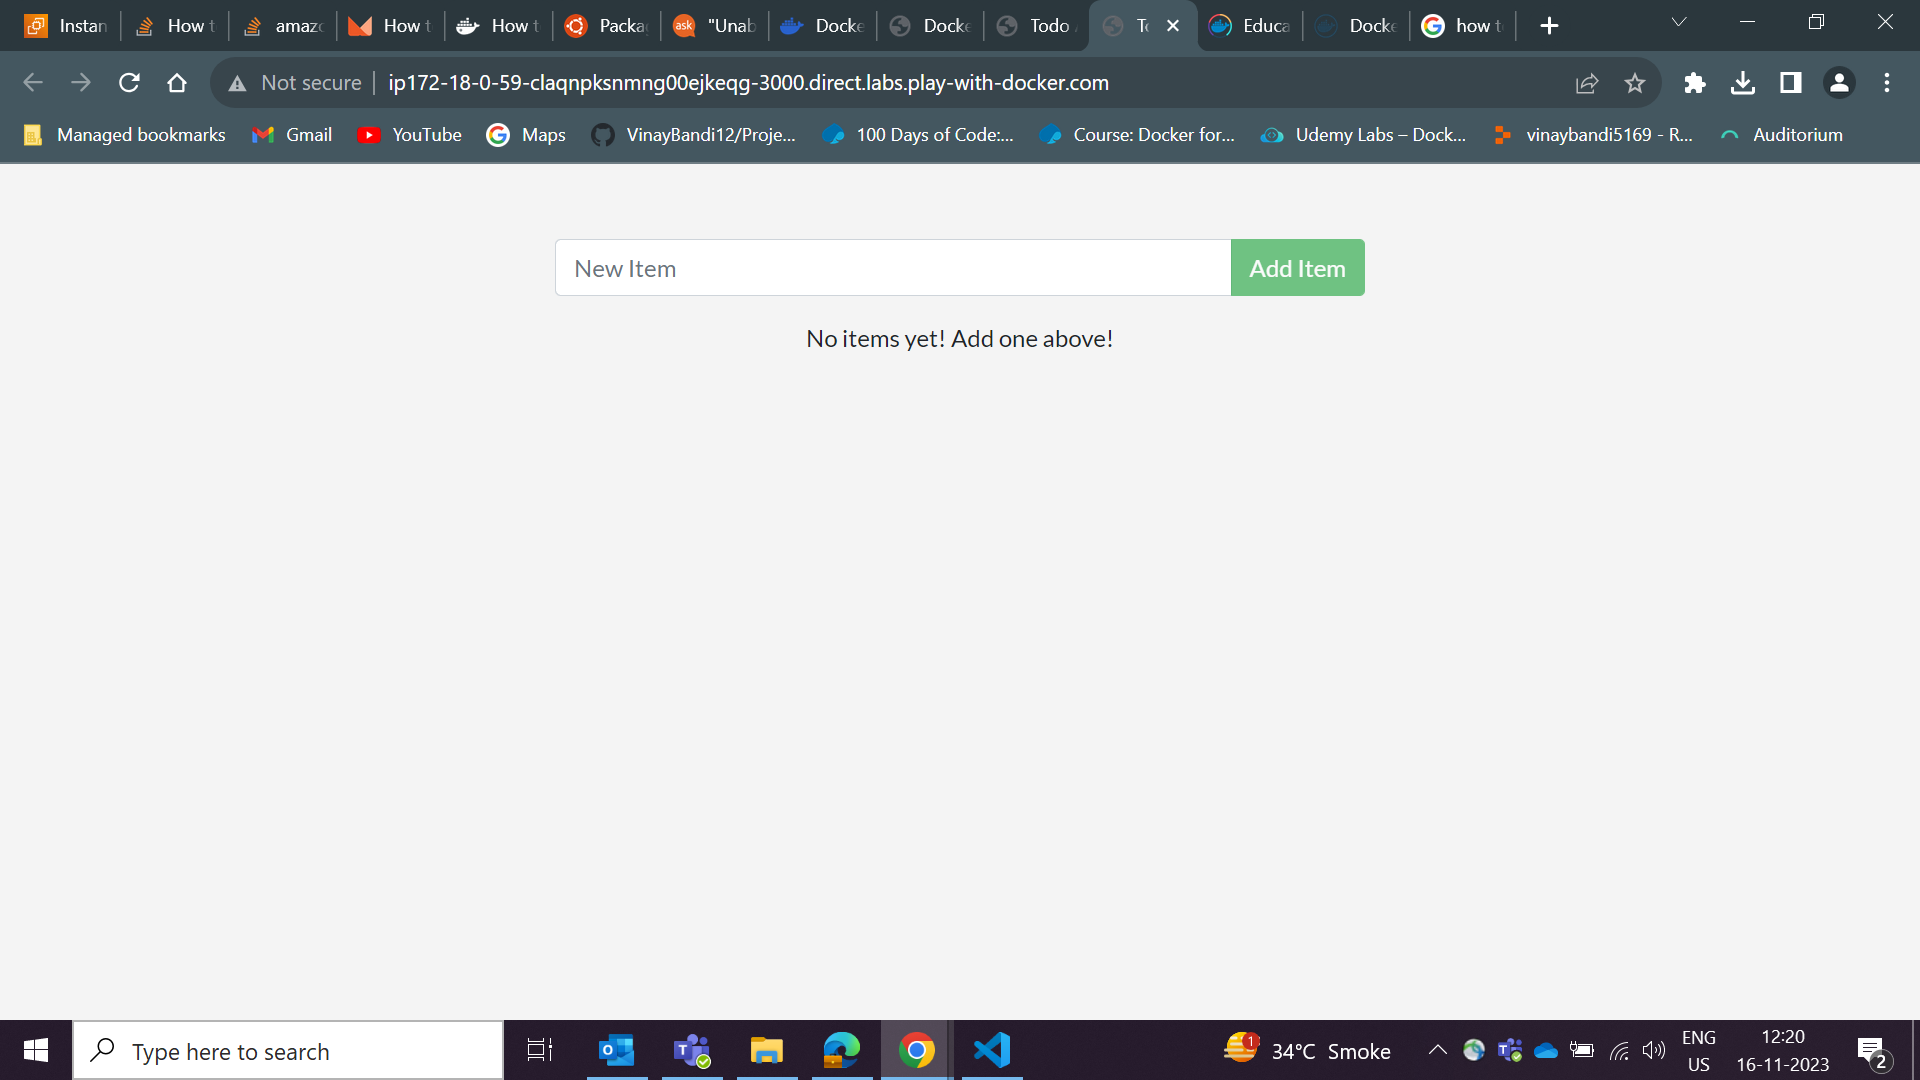 Instan
How t
amazo
How t
How t
Packa
ask
"Unab
Docke
Docke
Todo
To
Educa
Docke
how t
Not secure
ip172-18-0-59-claqnpksnmng00ejkeqg-3000.direct.labs.play-with-docker.com
Managed bookmarks
Gmail
YouTube
Maps
VinayBandi12/Proje...
100 Days of Code:...
Course: Docker for...
Udemy Labs – Dock...
vinaybandi5169 - R...
Auditorium
New Item
Add Item
No items yet! Add one above!
Type here to search
1
34°C Smoke
ENG
US
12:20
16-11-2023
2